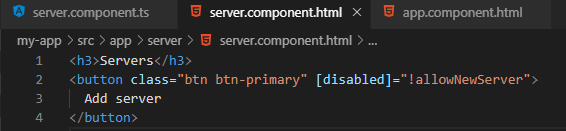 server.component.ts server.component.html × app.component.html
my-app > src > app > server > server.component.html > ...
1 <h3>Servers</h3>
2 <button class="btn btn-primary" [disabled]="!allowNewServer">
3 Add server
4 </button>